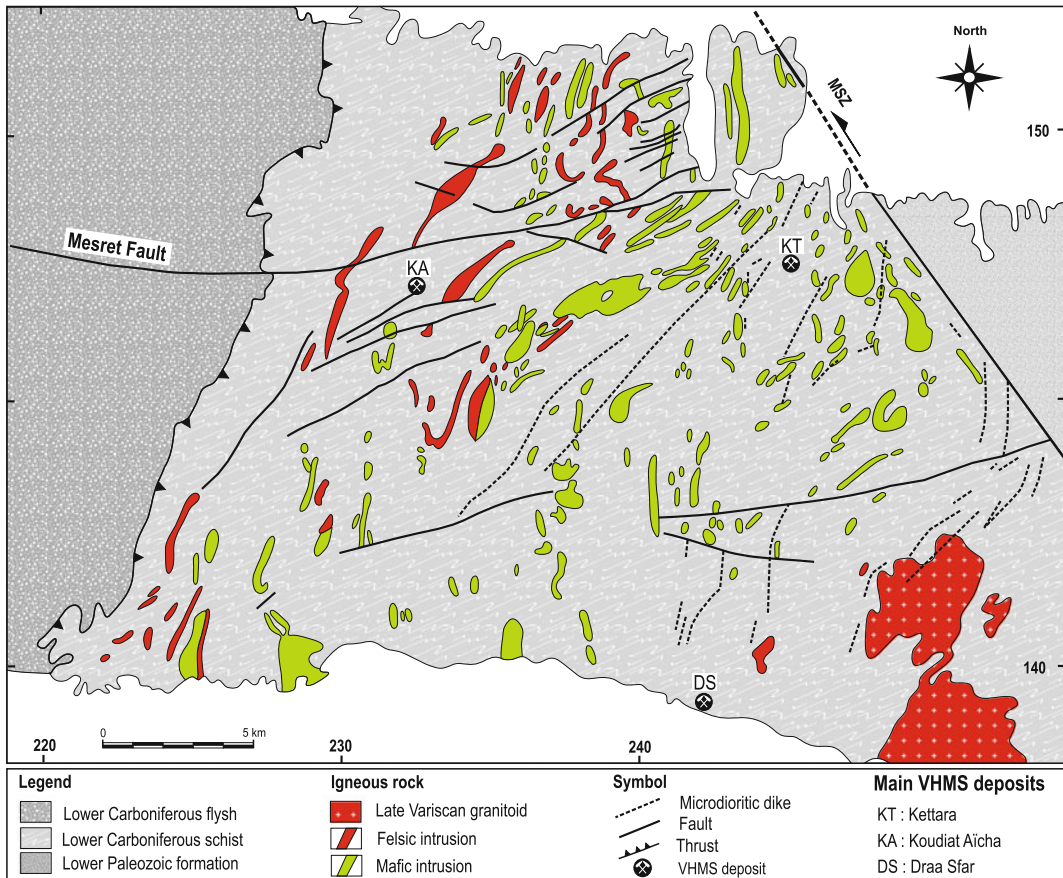 North
MSZ
150
Mesret Fault
KA
KT
DS
140
0 5 km
220
230
240
Legend
Lower Carboniferous flysh
Lower Carboniferous schist
Lower Paleozoic formation
Igneous rock
Late Variscan granitoid
Felsic intrusion
Mafic intrusion
Symbol
Microdioritic dike
Fault
Thrust
VHMS deposit
Main VHMS deposits
KT : Kettara
KA : Koudiat Aïcha
DS : Draa Sfar